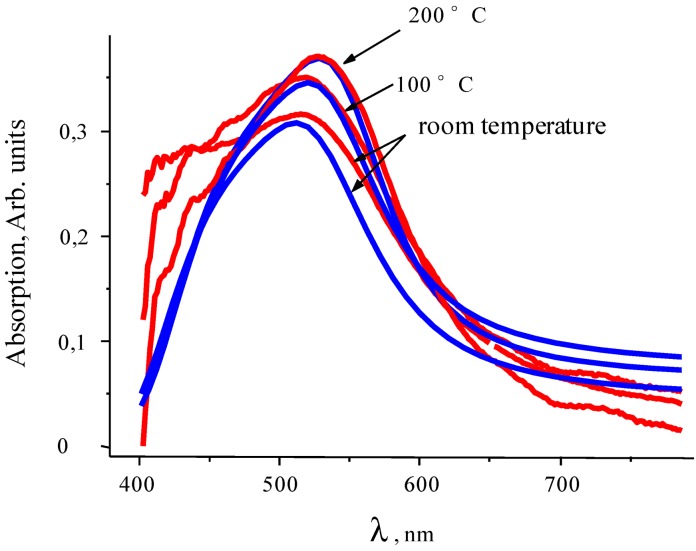 200° C
100° C
room temperature
Absorption, Arb. units
0,3
0,2
0,1
0
400
500
600
700
λ , nm